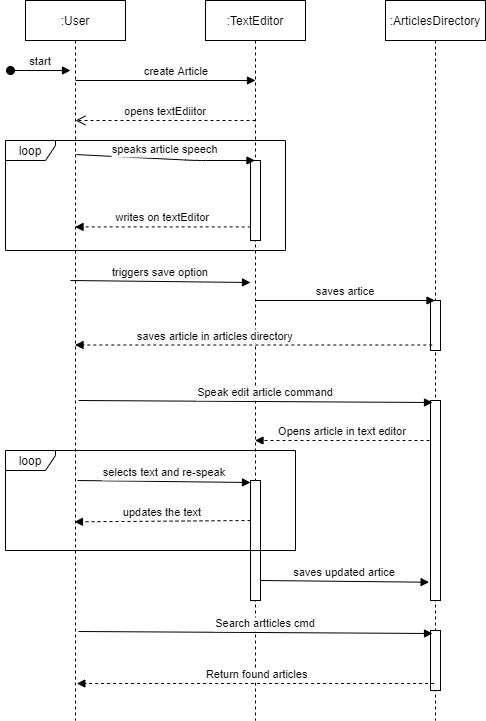 :User
:TextEditor
:ArticlesDirectory
start
create Article
opens textEdiitor
loop
speaks article speech
writes on textEditor
triggers save option
saves artice
saves article in articles directory
Speak edit article command
Opens article in text editor
loop
selects text and re-speak
updates the text
saves updated artice
Search artticles cmd
Return found articles